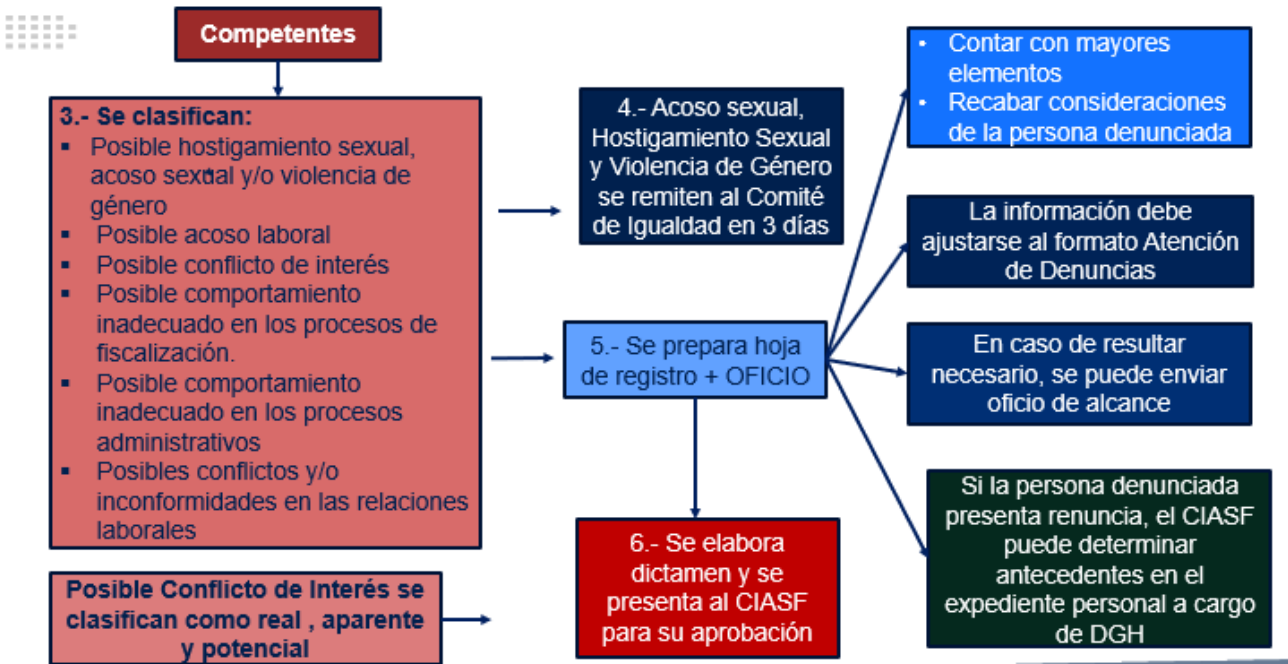 Competentes
3.- Se clasifican:
▪ Posible hostigamiento sexual,
acoso sexual y/o violencia de
género
▪ Posible acoso laboral
▪ Posible conflicto de interés
▪ Posible comportamiento
inadecuado en los procesos de
fiscalización.
▪ Posible comportamiento
inadecuado en los procesos
administrativos
▪ Posibles conflictos y/o
inconformidades en las relaciones
laborales
Posible Conflicto de Interés se
clasifican como real , aparente
y potencial
4.- Acoso sexual,
Hostigamiento Sexual
y Violencia de Género
se remiten al Comité
de Igualdad en 3 días
5.- Se prepara hoja
de registro + OFICIO
6.- Se elabora
dictamen y se
presenta al CIASF
para su aprobación
• Contar con mayores
elementos
• Recabar consideraciones
de la persona denunciada
La información debe
ajustarse al formato Atención
de Denuncias
En caso de resultar
necesario, se puede enviar
oficio de alcance
Si la persona denunciada
presenta renuncia, el CIASF
puede determinar
antecedentes en el
expediente personal a cargo
de DGH